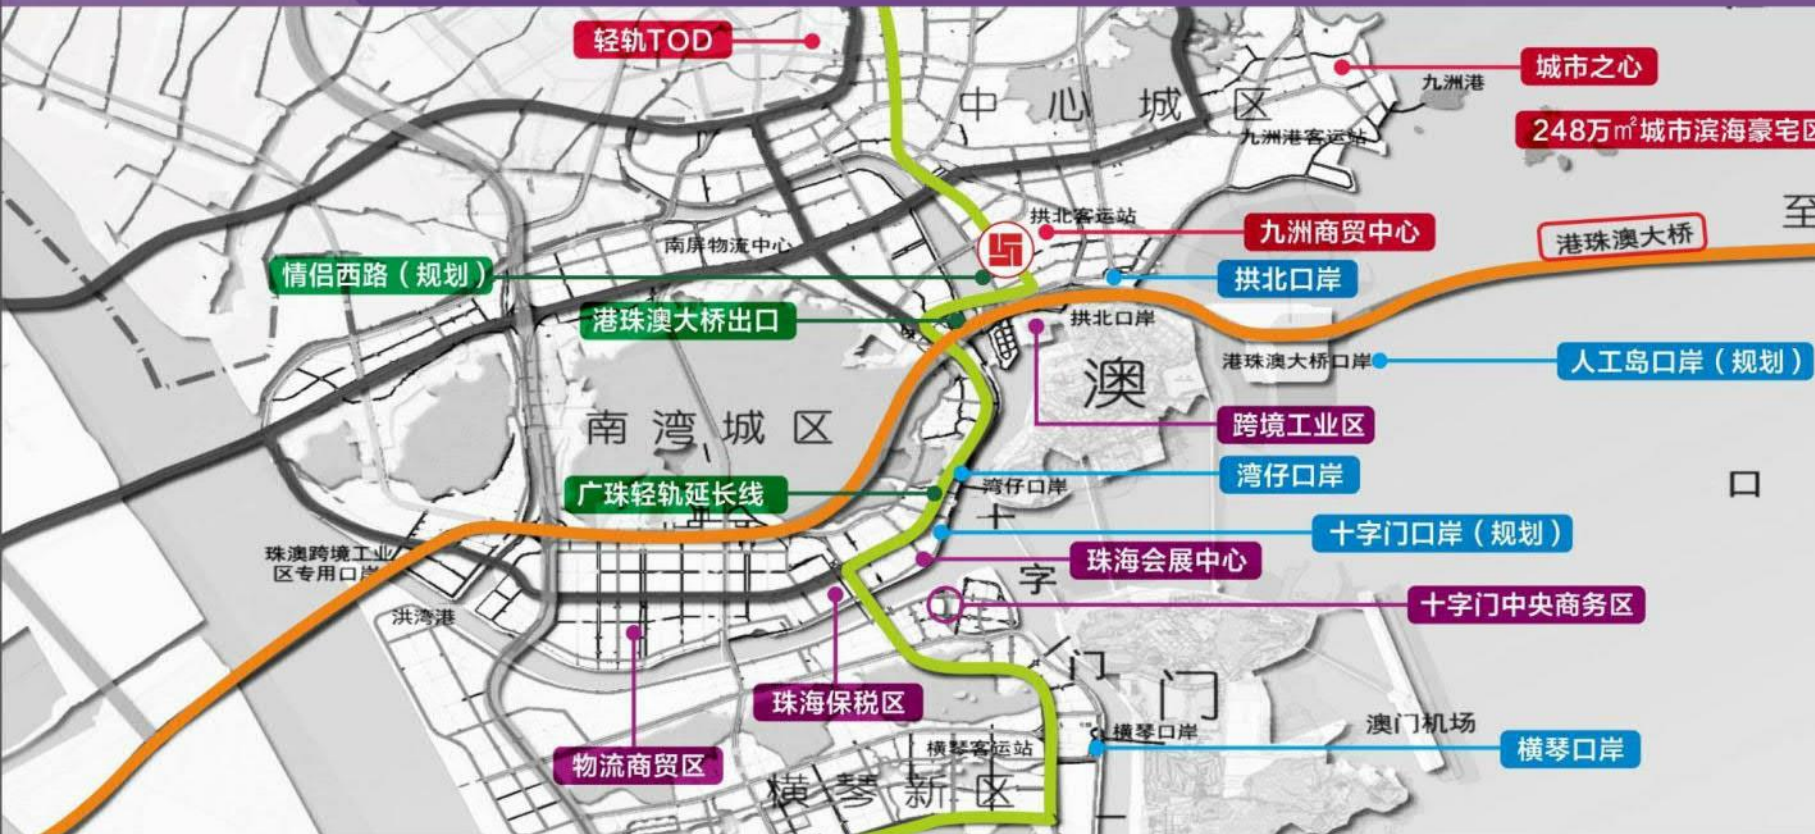 轻轨TOD
城市之心
九洲港
中心城区
248万㎡城市滨海豪宅区
九洲港客运站
至
拱北客运站
九洲商贸中心
港珠澳大桥
南屏物流中心
情侣西路（规划）
拱北口岸
港珠澳大桥出口
拱北口岸
港珠澳大桥口岸
人工岛口岸（规划）
澳
南湾城区
跨境工业区
湾仔口岸
湾仔口岸
口
广珠轻轨延长线
十
十字门口岸（规划）
珠澳跨境工业
区专用口岸
珠海会展中心
字
十字门中央商务区
洪湾港
门
门
珠海保税区
澳门机场
横琴口岸
横琴口岸
横琴客运站
物流商贸区
横琴新区